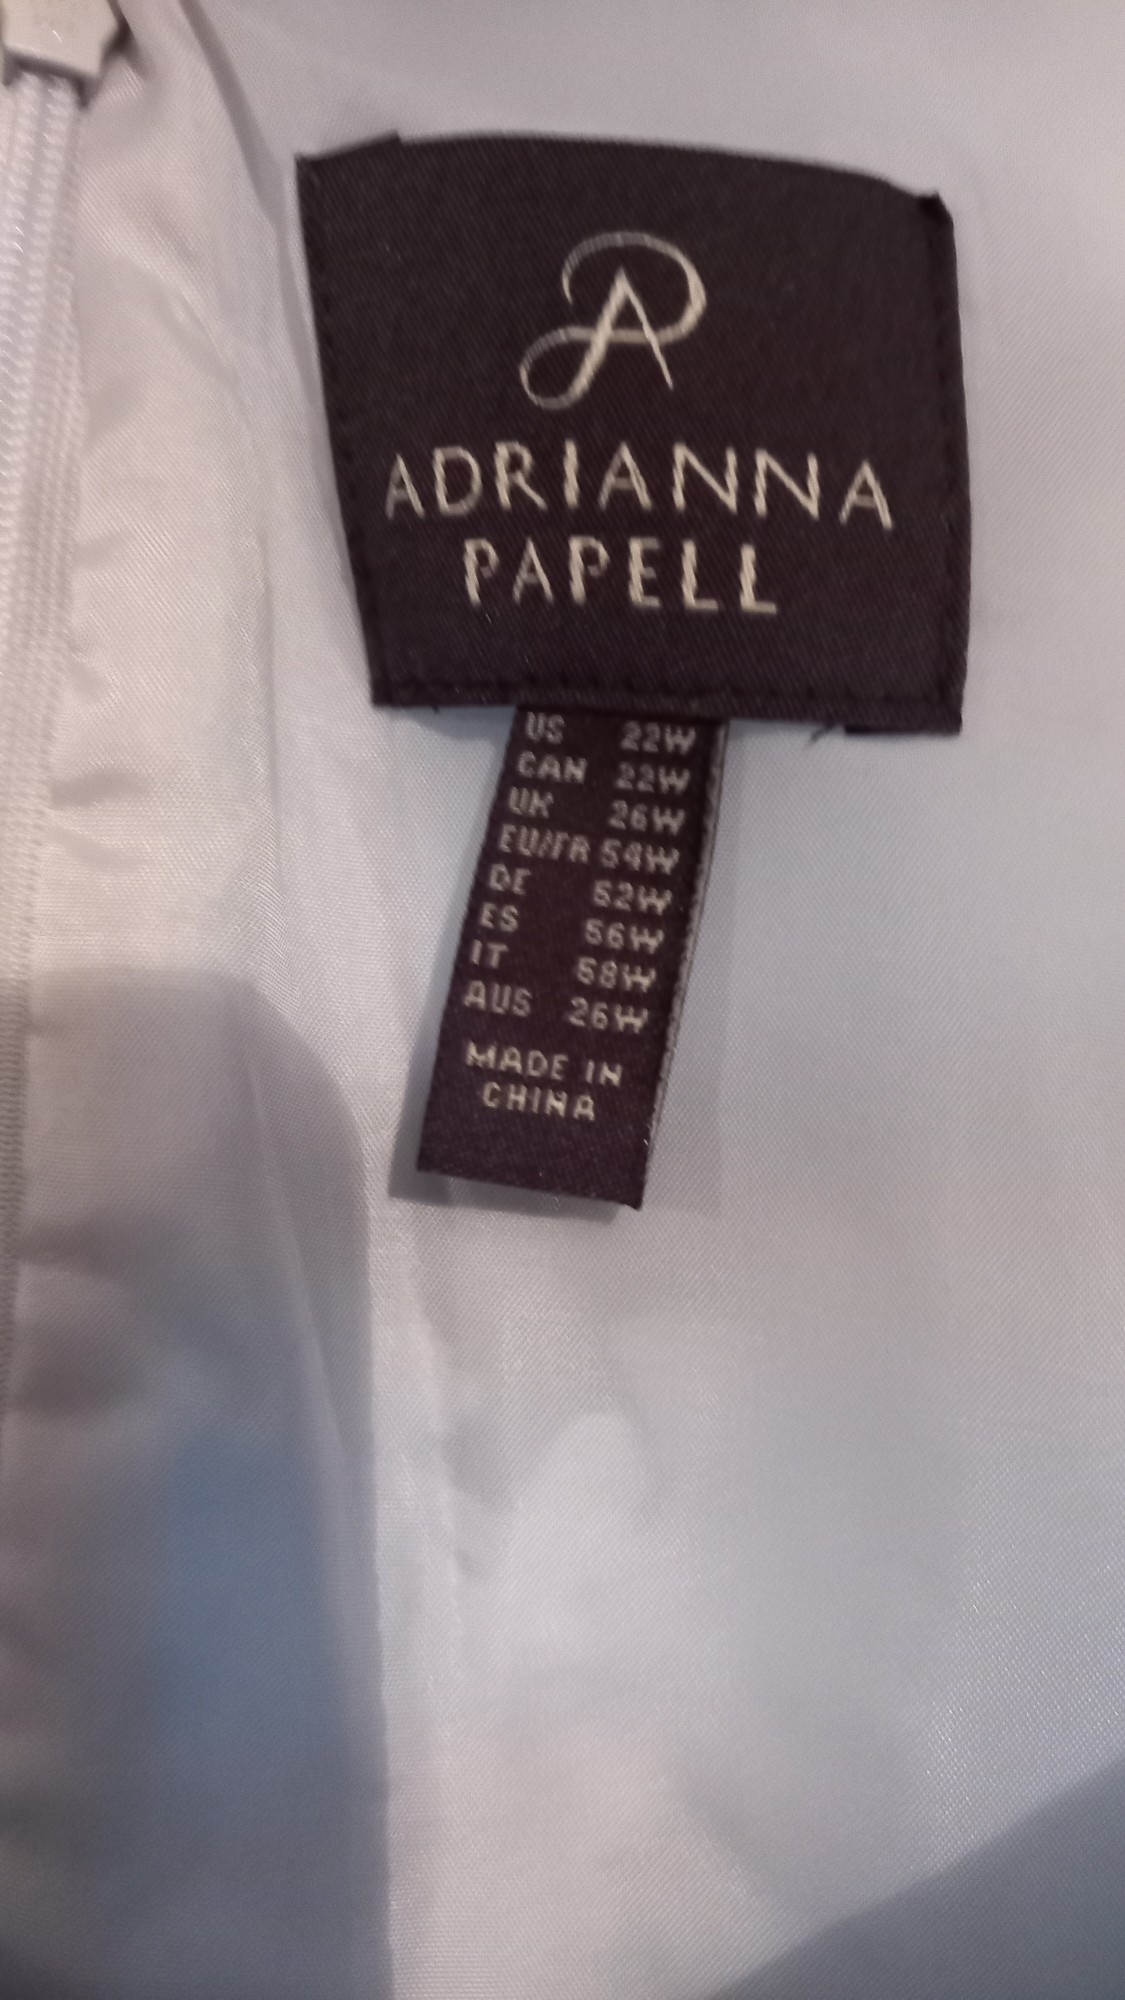 ADRIANNA
PAPELL
US 22W
CAN 22W
UK 26W
EU/FR 54W
DE 52W
ES 56W
IT 58W
AUS 26W
MADE IN
CHINA